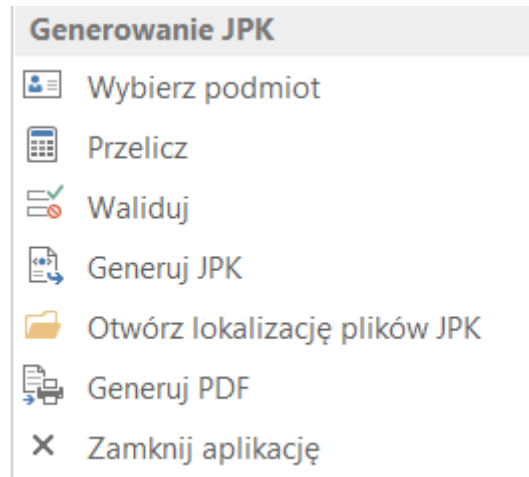 Generowanie JPK
Wybierz podmiot
Przelicz
Waliduj
Generuj JPK
Otwórz lokalizację plików JPK
Generuj PDF
Zamknij aplikację